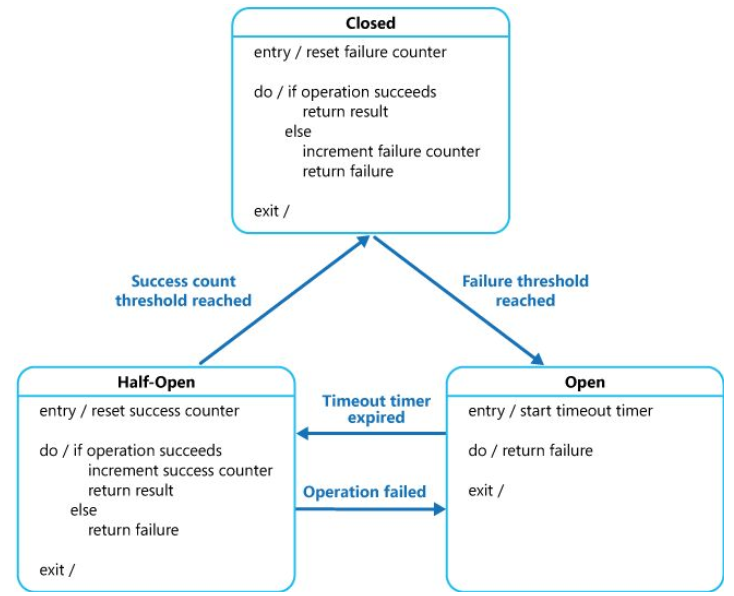 Closed
entry / reset failure counter
do / if operation succeeds
return result
else
increment failure counter
return failure
exit /
Success count
threshold reached
Failure threshold
reached
Half-Open
entry / reset success counter
do / if operation succeeds
increment success counter
return result
else
return failure
exit /
Timeout timer
expired
Operation failed
Open
entry / start timeout timer
do / return failure
exit /